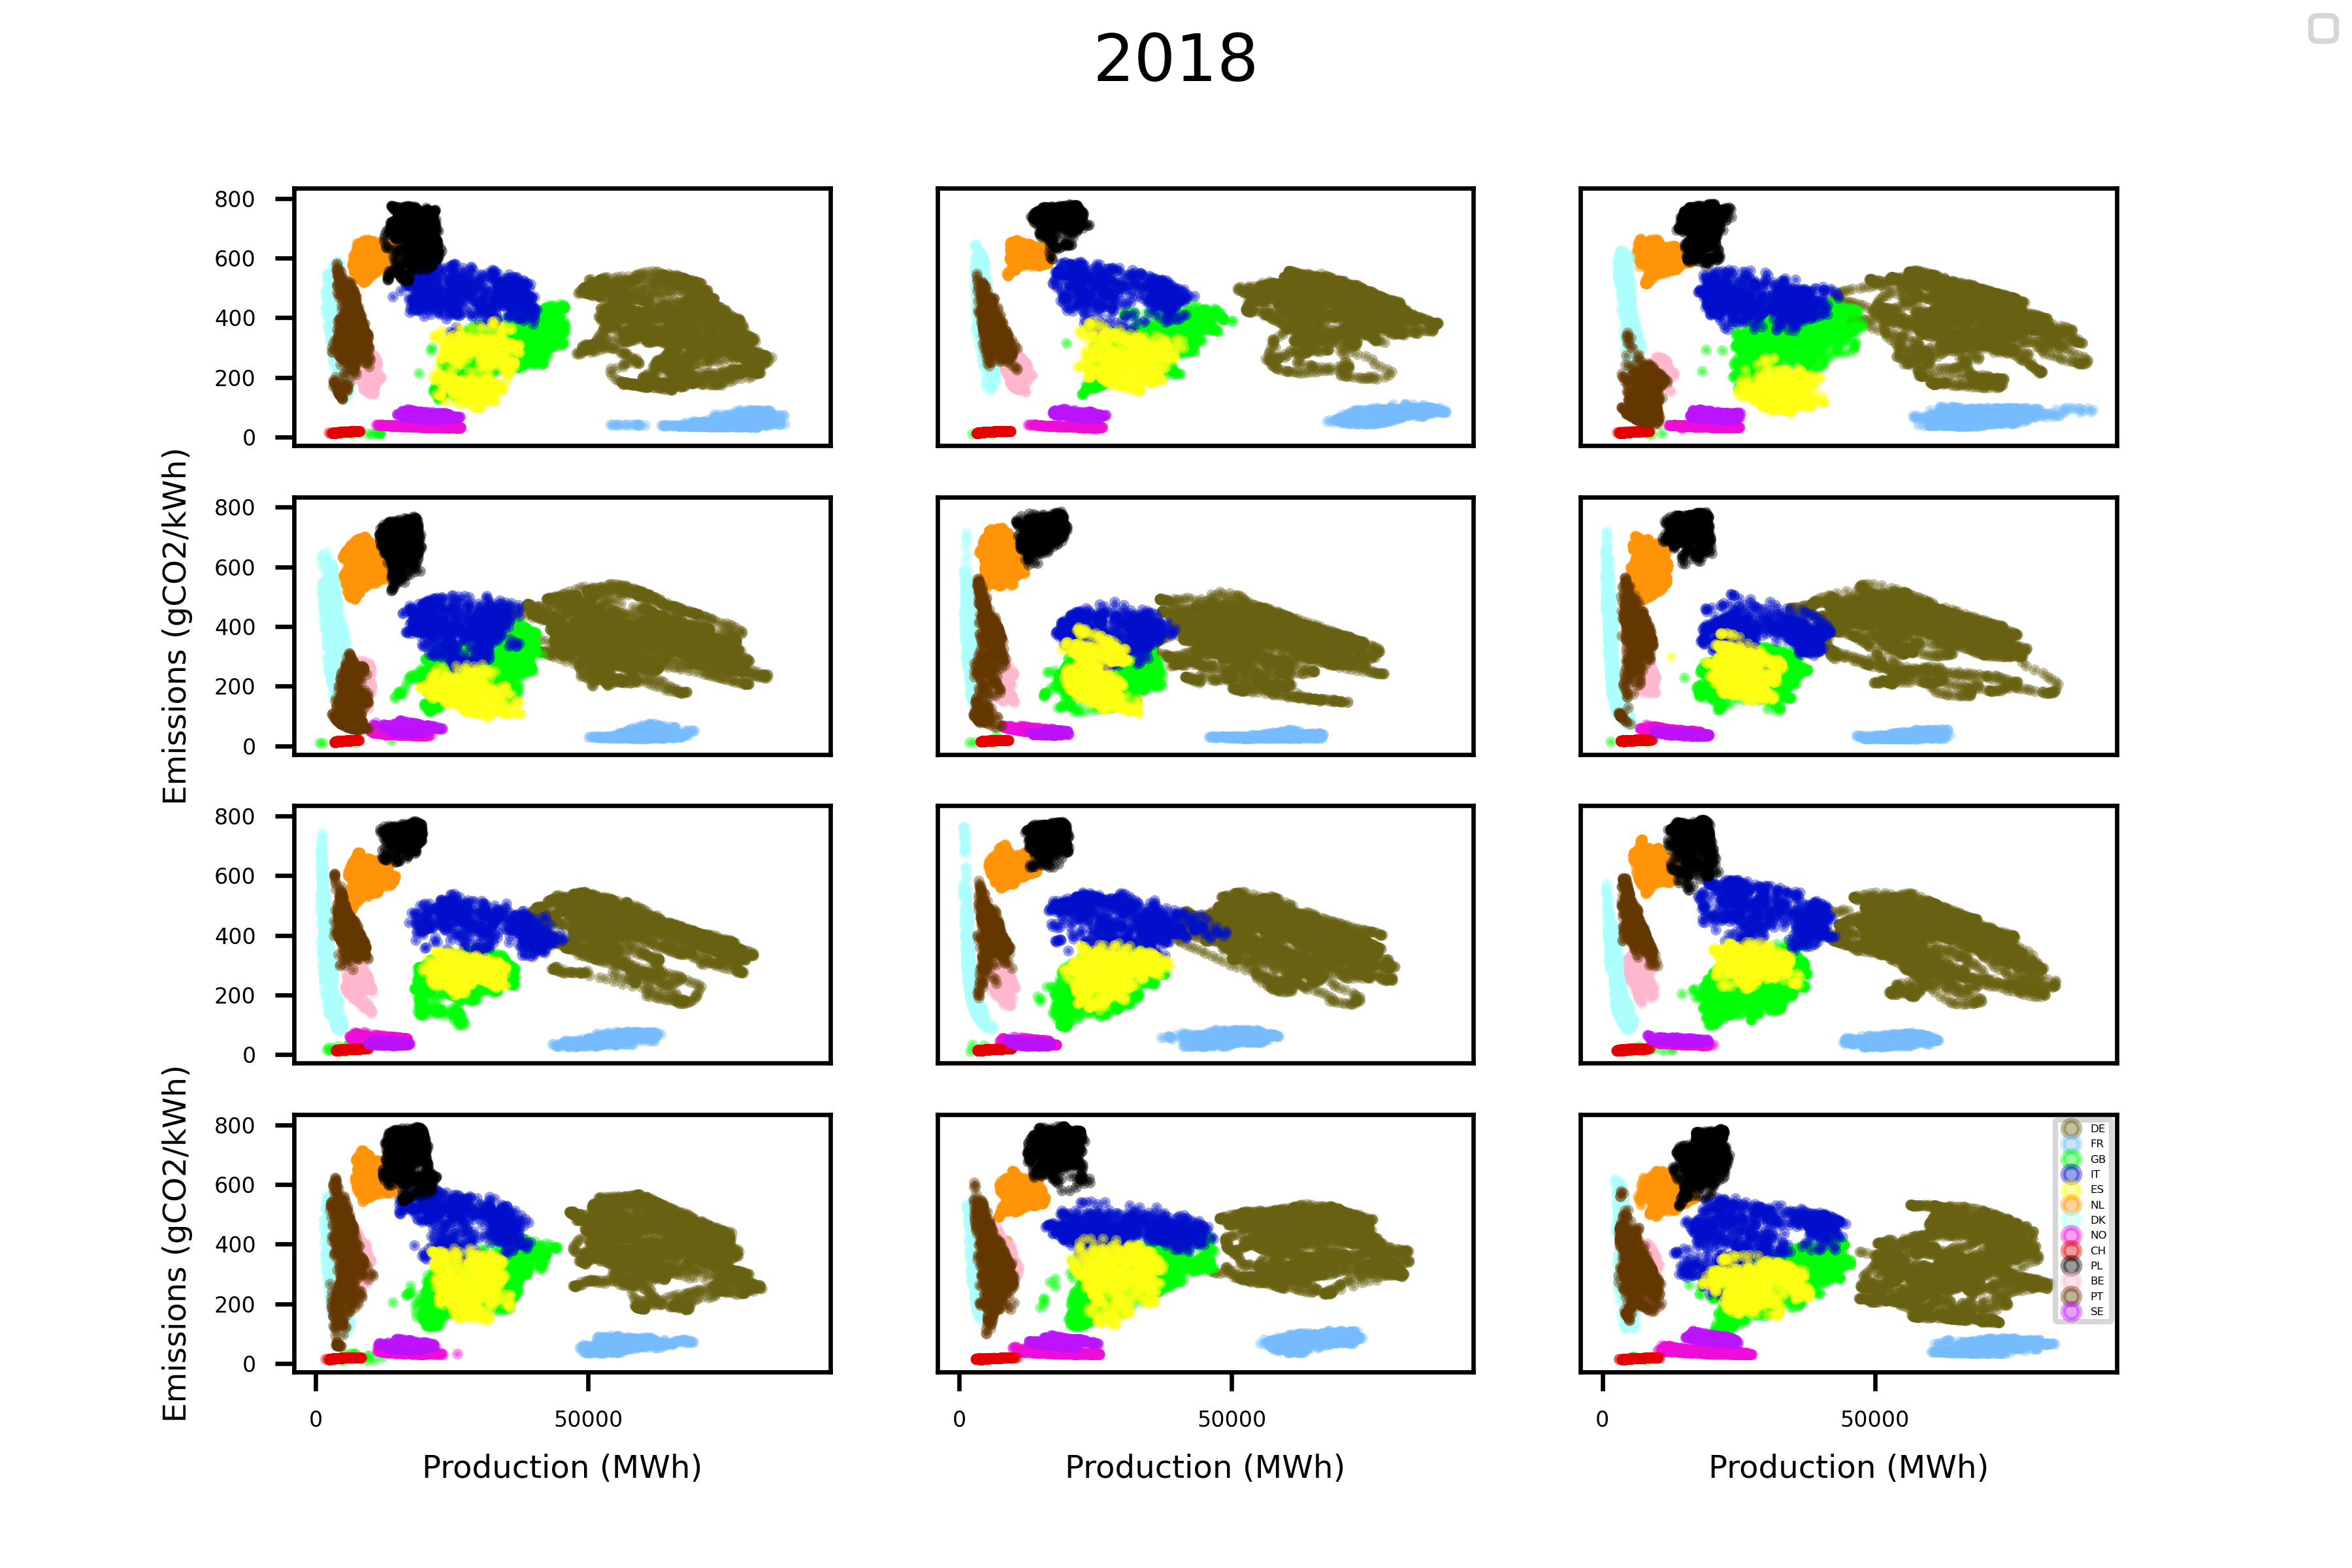 2018
800
600
400
200
0
Emissions (gCO2/kWh)
800
600
400
200
0
800
600
400
200
0
Emissions (gCO2/kWh)
800
600
400
200
0
DE
FR
GB
IT
ES
NL
DK
NO
CH
PL
BE
PT
SE
0 50000 0 50000 0 50000
Production (MWh) Production (MWh) Production (MWh)